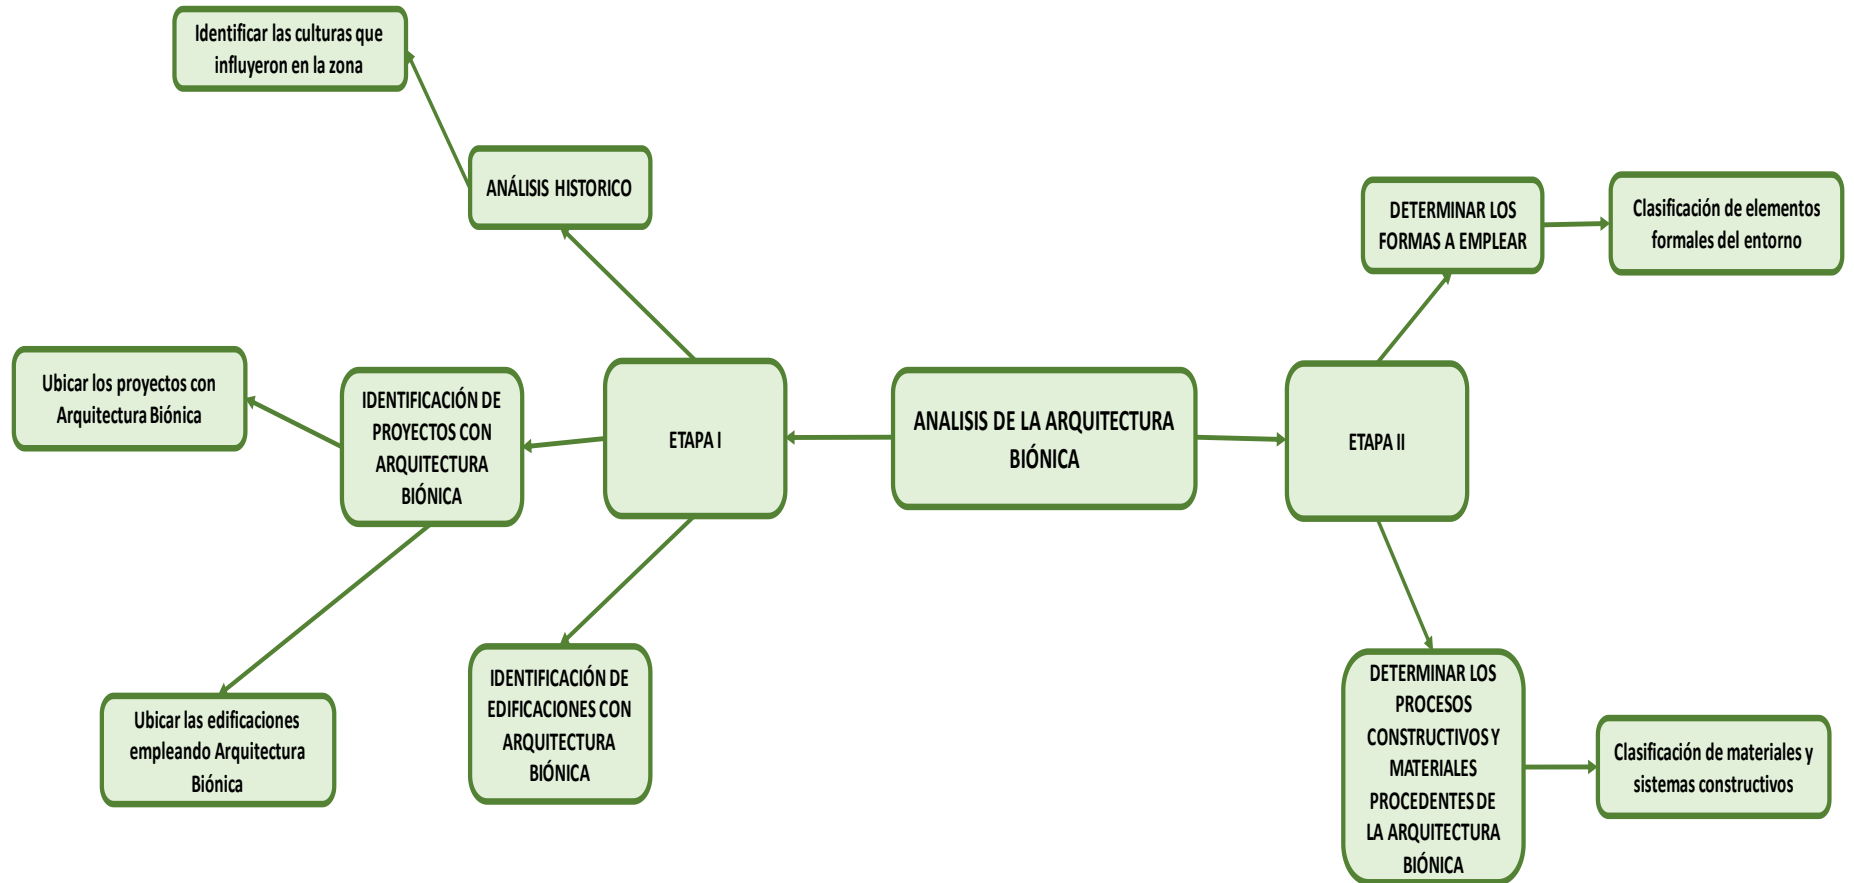 Identificar las culturas que
influyeron en la zona
ANÁLISIS HISTORICO
DETERMINAR LOS
FORMAS A EMPLEAR
Clasificación de elementos
formales del entorno
Ubicar los proyectos con
Arquitectura Biónica
IDENTIFICACIÓN DE
PROYECTOS CON
ARQUITECTURA
BIÓNICA
ETAPA I
ANALISIS DE LA ARQUITECTURA
BIÓNICA
ETAPA II
Ubicar las edificaciones
empleando Arquitectura
Biónica
IDENTIFICACIÓN DE
EDIFICACIONES CON
ARQUITECTURA
BIÓNICA
DETERMINAR LOS
PROCESOS
CONSTRUCTIVOS Y
MATERIALES
PROCEDENTES DE
LA ARQUITECTURA
BIÓNICA
Clasificación de materiales y
sistemas constructivos